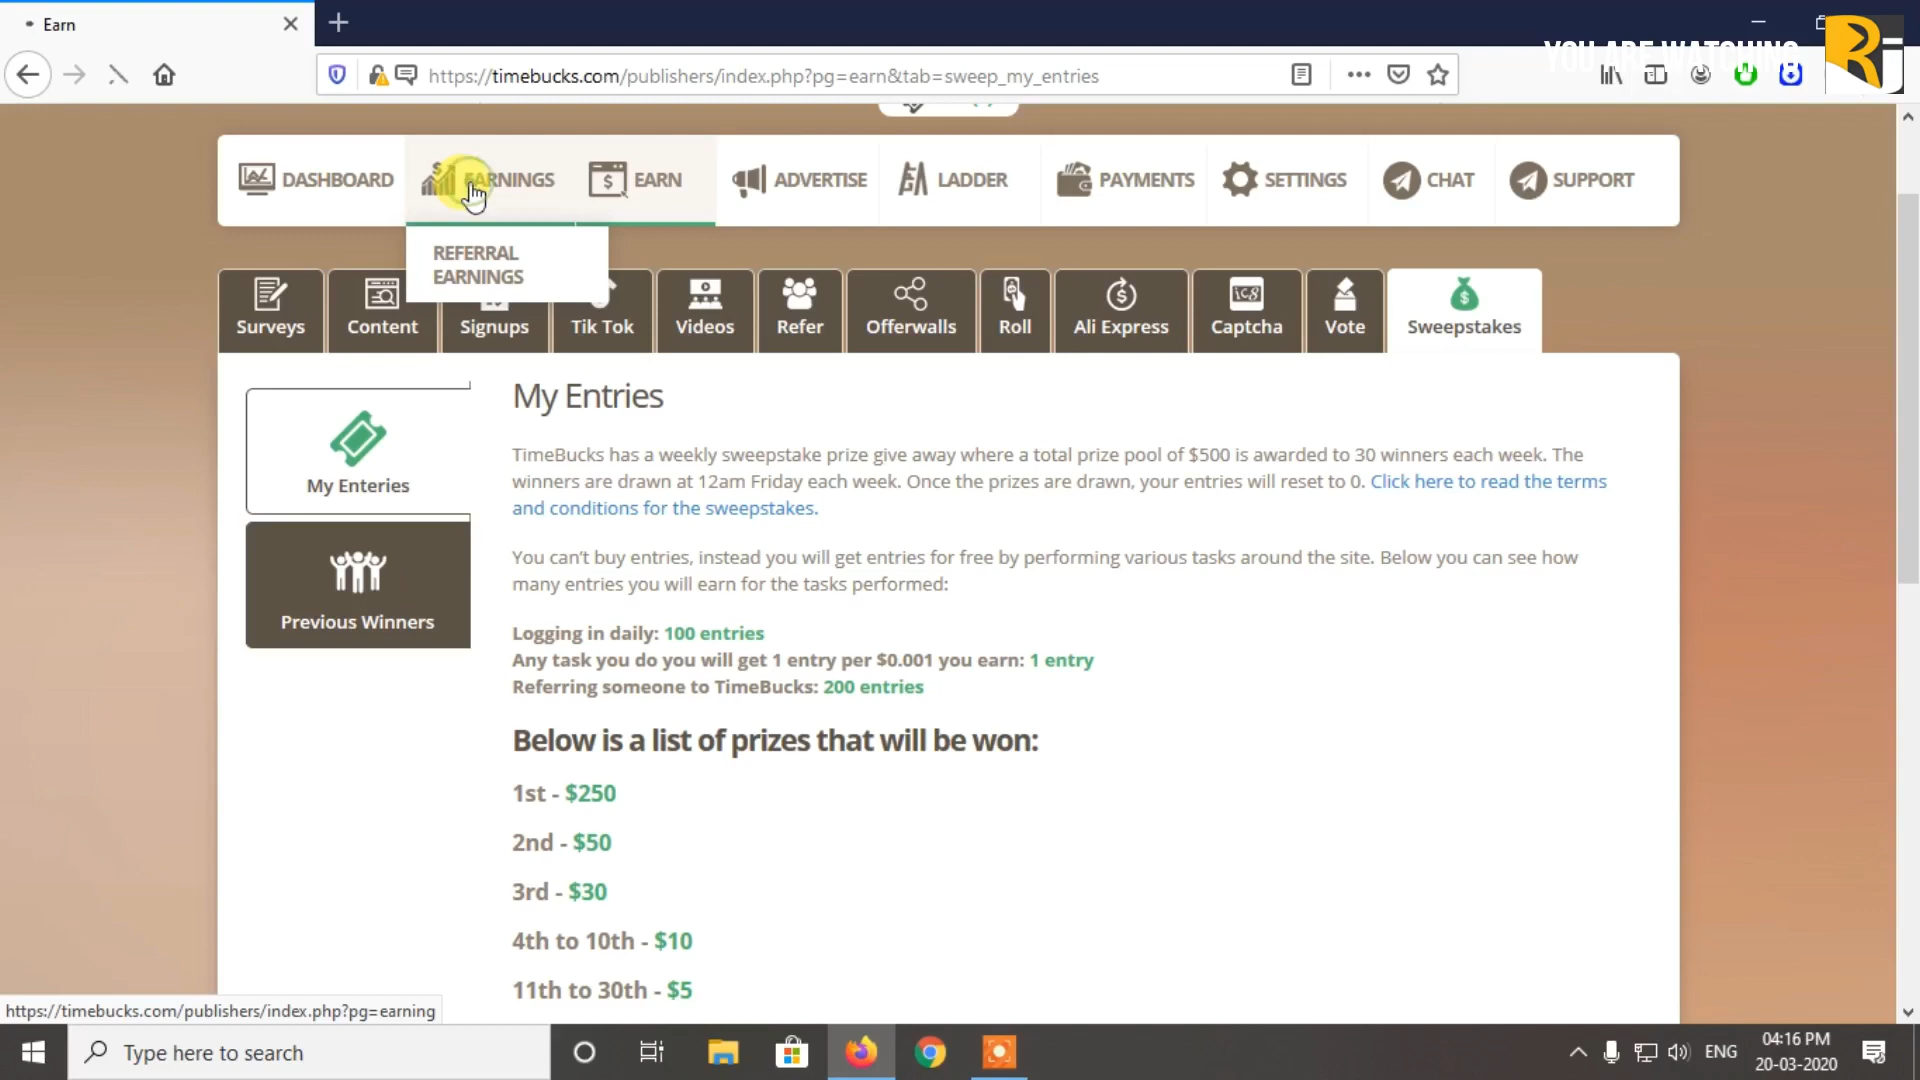 Earn
https://timebucks.com/publishers/index.php?pg=earn&tab=sweep_my_entries
YOU ARE WATCHING
DASHBOARD
EARNINGS
EARN
ADVERTISE
LADDER
PAYMENTS
SETTINGS
CHAT
SUPPORT
REFERRAL
EARNINGS
Surveys
Content
Signups
Tik Tok
Videos
Refer
Offerwalls
Roll
Ali Express
Captcha
Vote
Sweepstakes
My Enteries
Previous Winners
My Entries
TimeBucks has a weekly sweepstake prize give away where a total prize pool of $500 is awarded to 30 winners each week. The
winners are drawn at 12am Friday each week. Once the prizes are drawn, your entries will reset to 0. Click here to read the terms
and conditions for the sweepstakes.
You can't buy entries, instead you will get entries for free by performing various tasks around the site. Below you can see how
many entries you will earn for the tasks performed:
Logging in daily: 100 entries
Any task you do you will get 1 entry per $0.001 you earn: 1 entry
Referring someone to TimeBucks: 200 entries
Below is a list of prizes that will be won:
1st - $250
2nd - $50
3rd - $30
4th to 10th - $10
11th to 30th - $5
https://timebucks.com/publishers/index.php?pg=earning
Type here to search
ENG
04:16 PM
20-03-2020